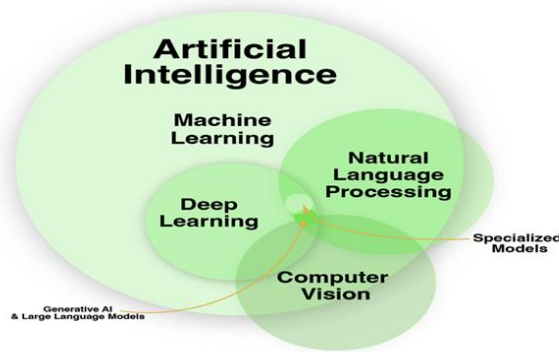 Artificial
Intelligence
Machine
Learning
Natural
Language
Processing
Deep
Learning
Specialized
Models
Computer
Vision
Generative AI
& Large Language Models